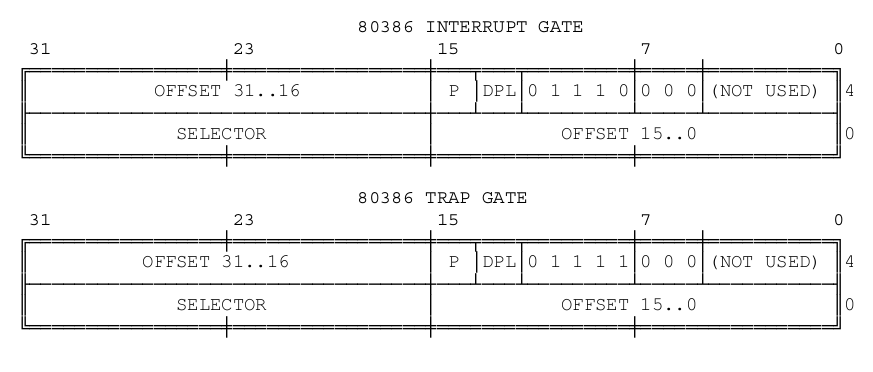 80386 INTERRUPT GATE
31 23 15 7 0
OFFSET 31..16 P DPL 0 1 1 1 0 0 0 0 (NOT USED) 4
SELECTOR OFFSET 15..0 0
80386 TRAP GATE
31 23 15 7 0
OFFSET 31..16 P DPL 0 1 1 1 1 0 0 0 (NOT USED) 4
SELECTOR OFFSET 15..0 0